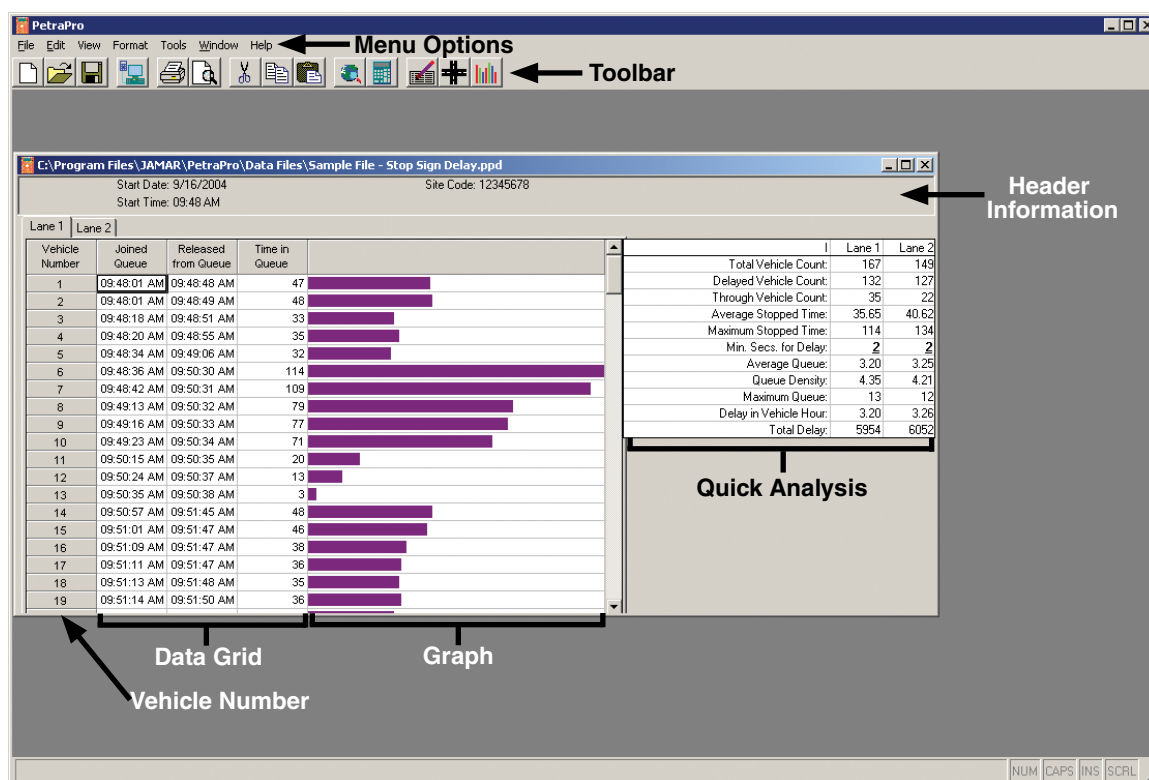 PetraPro
File Edit View Format Tools Window Help
Menu Options
Toolbar
C:\Program Files\JAMAR\PetraPro\Data Files\Sample File - Stop Sign Delay.ppd
Start Date: 9/16/2004 Site Code: 12345678
Start Time: 09:48 AM
Header
Information
Lane 1 Lane 2
Vehicle Number Joined Queue Released from Queue Time in Queue
1 09:48:01 AM 09:48:48 AM 47
2 09:48:01 AM 09:48:49 AM 48
3 09:48:18 AM 09:48:51 AM 33
4 09:48:20 AM 09:48:55 AM 35
5 09:48:34 AM 09:49:06 AM 32
6 09:48:36 AM 09:50:30 AM 114
7 09:48:42 AM 09:50:31 AM 109
8 09:49:13 AM 09:50:32 AM 79
9 09:49:16 AM 09:50:33 AM 77
10 09:49:23 AM 09:50:34 AM 71
11 09:50:15 AM 09:50:35 AM 20
12 09:50:24 AM 09:50:37 AM 13
13 09:50:35 AM 09:50:38 AM 3
14 09:50:57 AM 09:51:45 AM 48
15 09:51:01 AM 09:51:47 AM 46
16 09:51:09 AM 09:51:47 AM 38
17 09:51:11 AM 09:51:47 AM 36
18 09:51:13 AM 09:51:48 AM 35
19 09:51:14 AM 09:51:50 AM 36
Lane 1 Lane 2
Total Vehicle Count: 167 149
Delayed Vehicle Count: 132 127
Through Vehicle Count: 35 22
Average Stopped Time: 35.65 40.62
Maximum Stopped Time: 114 134
Min. Secs. for Delay: 2 2
Average Queue: 3.20 3.25
Queue Density: 4.35 4.21
Maximum Queue: 13 12
Delay in Vehicle Hour: 3.20 3.26
Total Delay: 5954 6052
Quick Analysis
Data Grid
Graph
Vehicle Number
NUM CAPS INS SCRL